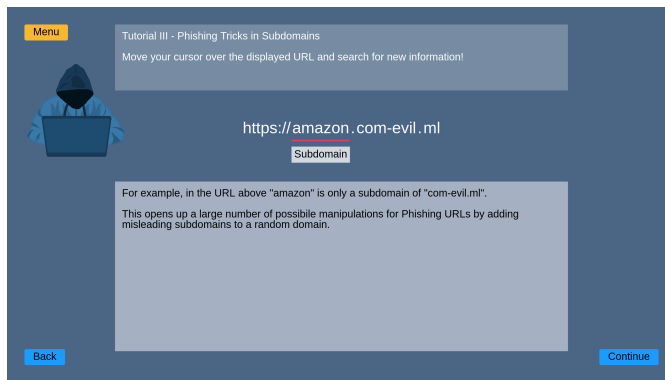 Menu
Tutorial III - Phishing Tricks in Subdomains
Move your cursor over the displayed URL and search for new information!
https://amazon.com-evil.ml
Subdomain
For example, in the URL above "amazon" is only a subdomain of "com-evil.ml".
This opens up a large number of possibile manipulations for Phishing URLs by adding
misleading subdomains to a random domain.
Back
Continue